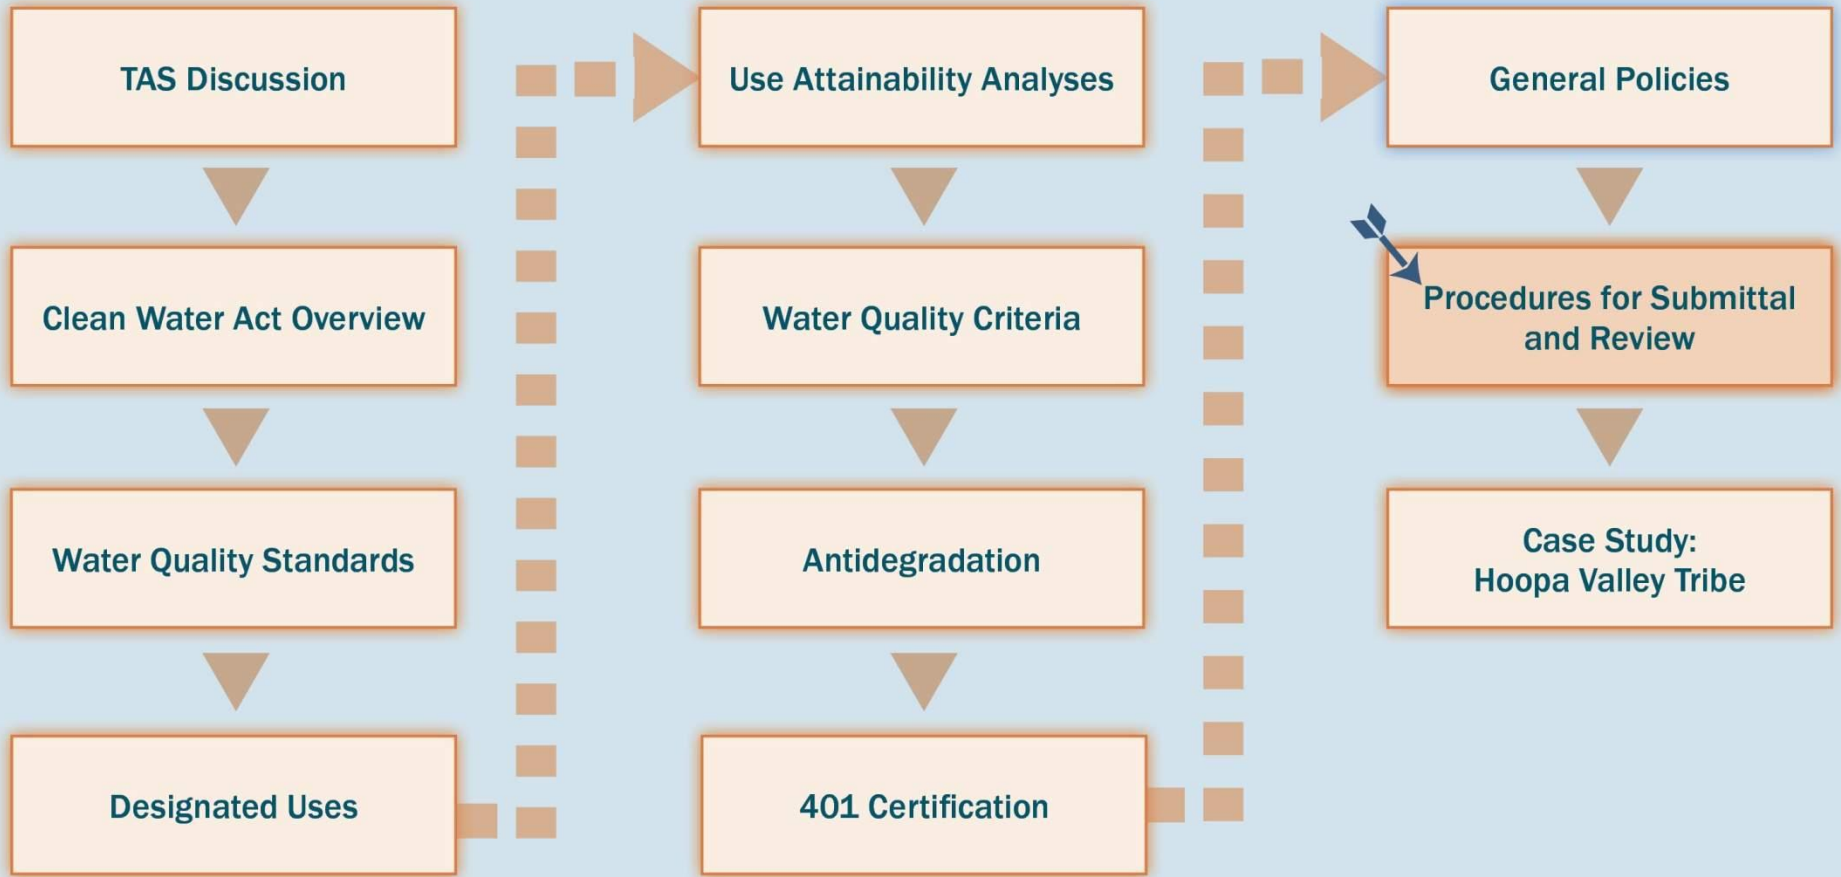 TAS Discussion
Clean Water Act Overview
Water Quality Standards
Designated Uses
Use Attainability Analyses
Water Quality Criteria
Antidegradation
401 Certification
General Policies
Procedures for Submittal
and Review
Case Study:
Hoopa Valley Tribe